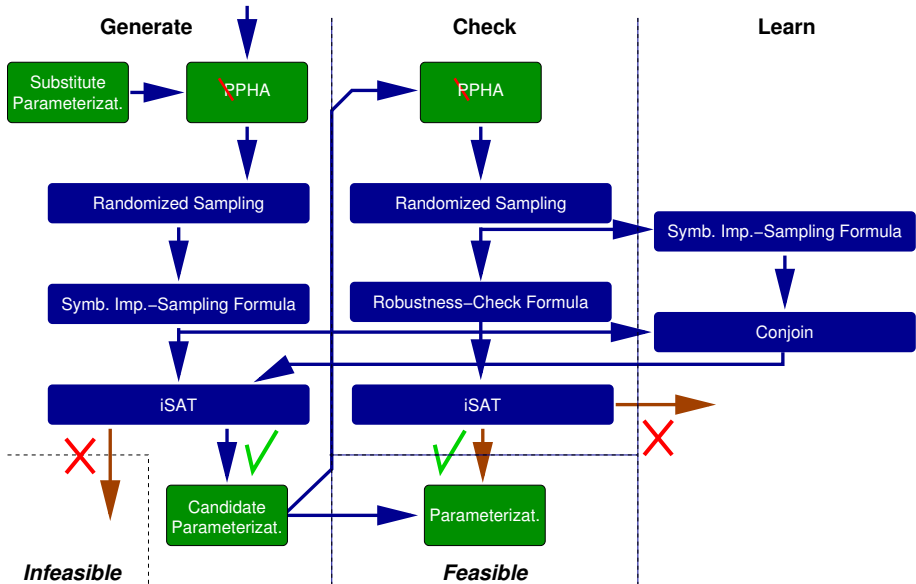 Generate
Check
Learn
Substitute
Parameterizat.
PPHA
PPHA
Randomized Sampling
Randomized Sampling
Symb. Imp.−Sampling Formula
Symb. Imp.−Sampling Formula
Robustness−Check Formula
Conjoin
iSAT
iSAT
Candidate
Parameterizat.
Parameterizat.
Infeasible
Feasible